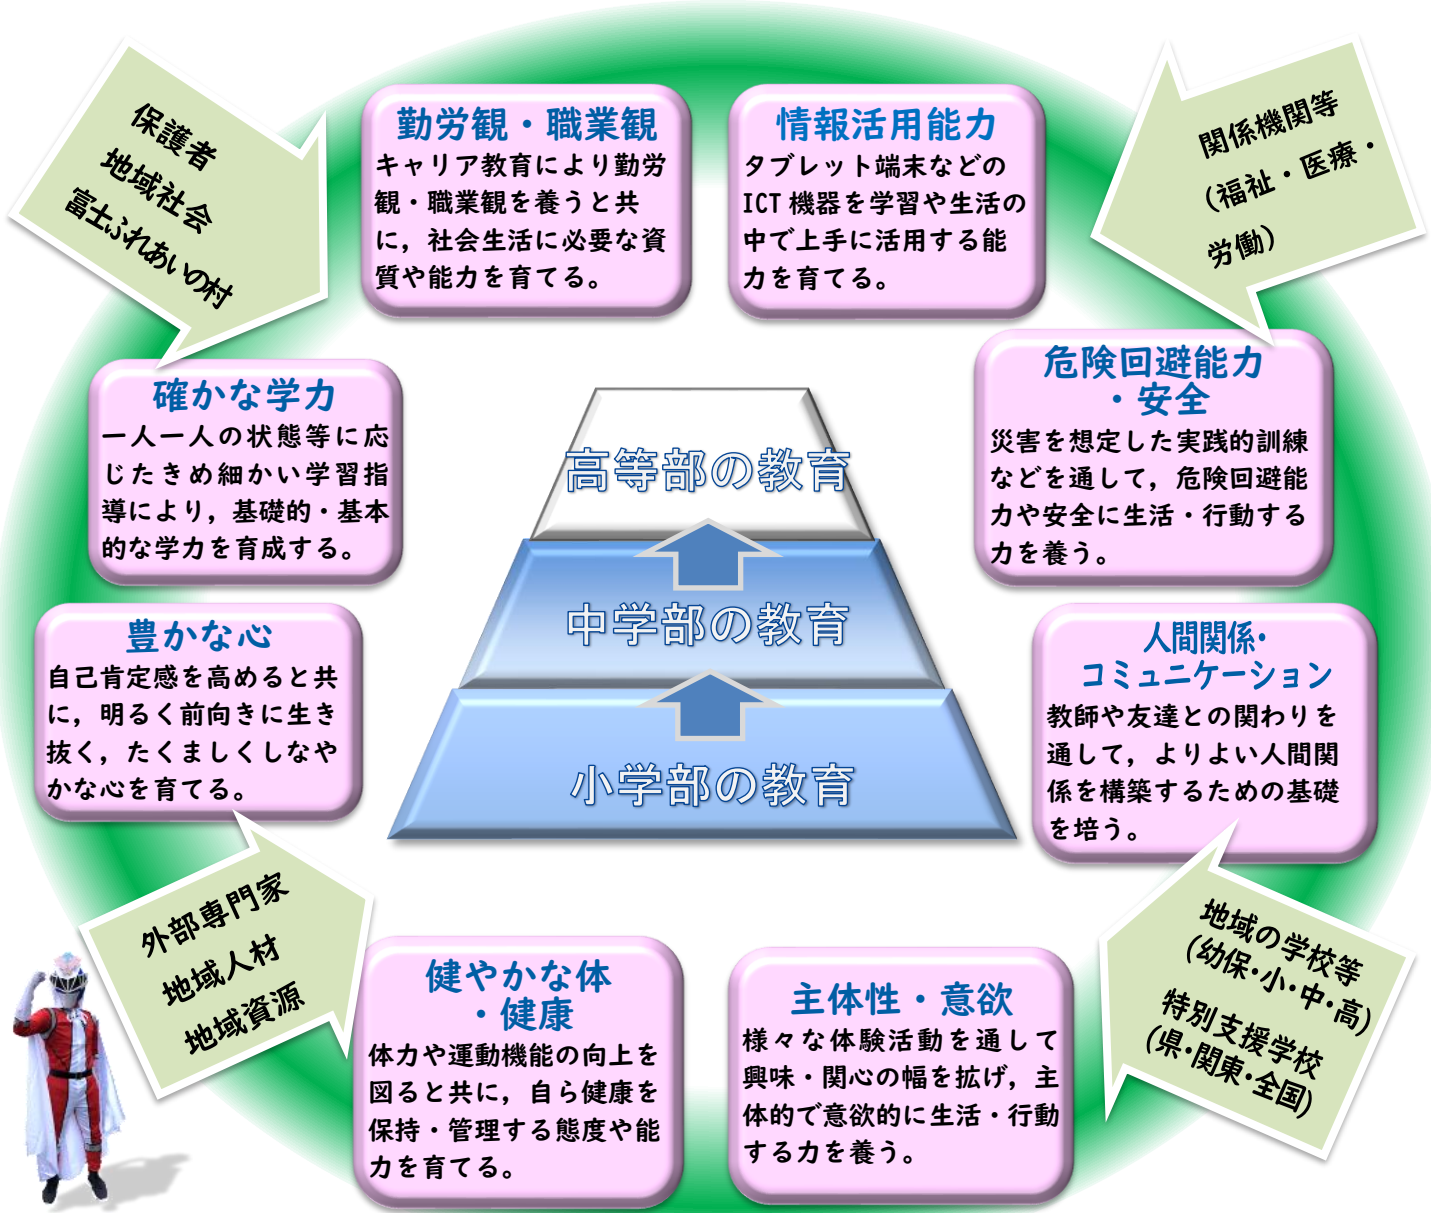 保護者
地域社会
富士ふれあいの村
勤労観・職業観
キャリア教育により勤労
観・職業観を養うと共
に，社会生活に必要な資
質や能力を育てる。
情報活用能力
タブレット端末などの
ICT 機器を学習や生活の
中で上手に活用する能
力を育てる。
関係機関等
（福祉・医療・
労働）
確かな学力
一人一人の状態等に応
じたきめ細かい学習指
導により，基礎的・基本
的な学力を育成する。
危険回避能力
・安全
災害を想定した実践的訓練
などを通して，危険回避能
力や安全に生活・行動する
力を養う。
高等部の教育
中学部の教育
小学部の教育
豊かな心
自己肯定感を高めると共
に，明るく前向きに生き
抜く，たくましくしなや
かな心を育てる。
人間関係・
コミュニケーション
教師や友達との関わりを
通して，よりよい人間関
係を構築するための基礎
を培う。
外部専門家
地域人材
地域資源
健やかな体
・健康
体力や運動機能の向上を
図ると共に，自ら健康を
保持・管理する態度や能
力を育てる。
主体性・意欲
様々な体験活動を通して
興味・関心の幅を拡げ，主
体的で意欲的に生活・行動
する力を養う。
地域の学校等
(幼保・小・中・高)
特別支援学校
(県・関東・全国)